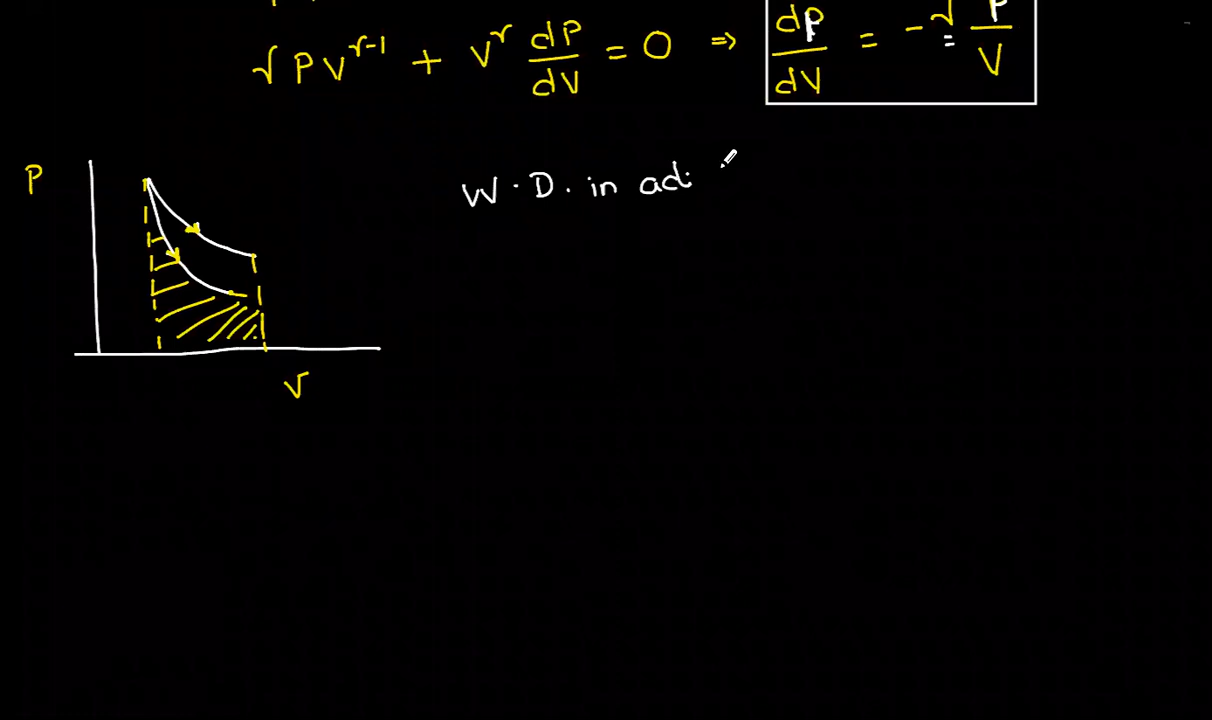 γPV^{γ-1} + V^γ dP/dV = 0 ⇒ dP/dV = -γ P/V
P
W.D. in adi
V